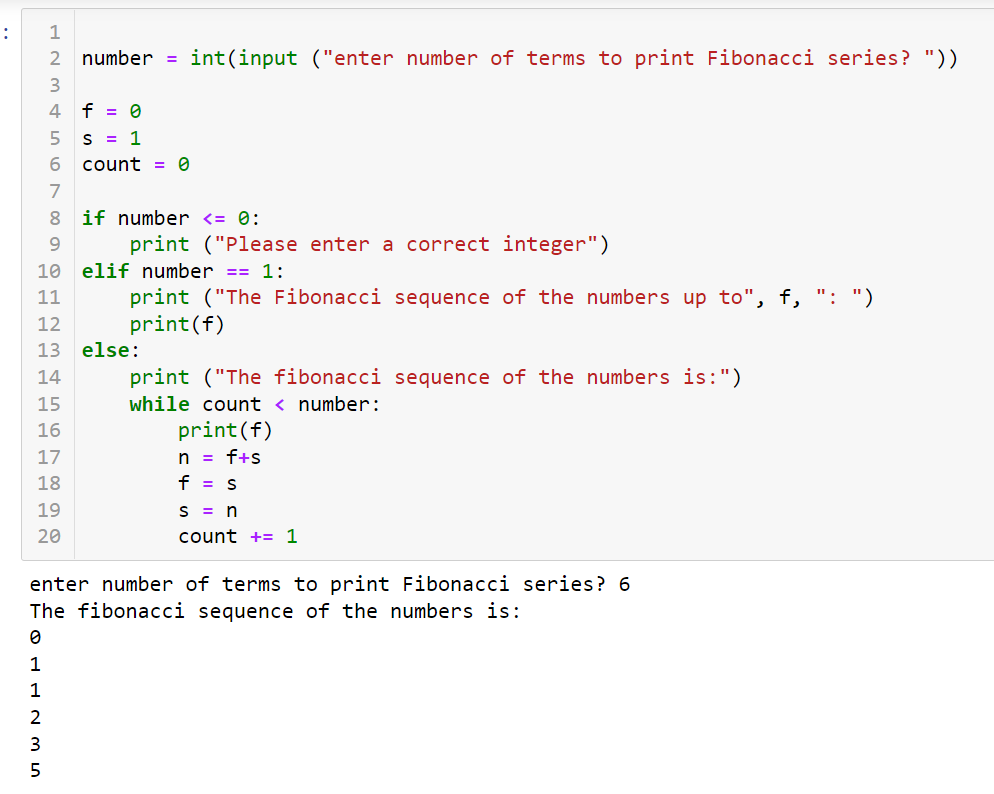 :
1
2 number = int(input ("enter number of terms to print Fibonacci series? "))
3
4 f = 0
5 s = 1
6 count = 0
7
8 if number <= 0:
9     print ("Please enter a correct integer")
10 elif number == 1:
11     print ("The Fibonacci sequence of the numbers up to", f, ": ")
12     print(f)
13 else:
14     print ("The fibonacci sequence of the numbers is:")
15     while count < number:
16         print(f)
17         n = f+s
18         f = s
19         s = n
20         count += 1
enter number of terms to print Fibonacci series? 6
The fibonacci sequence of the numbers is:
0
1
1
2
3
5